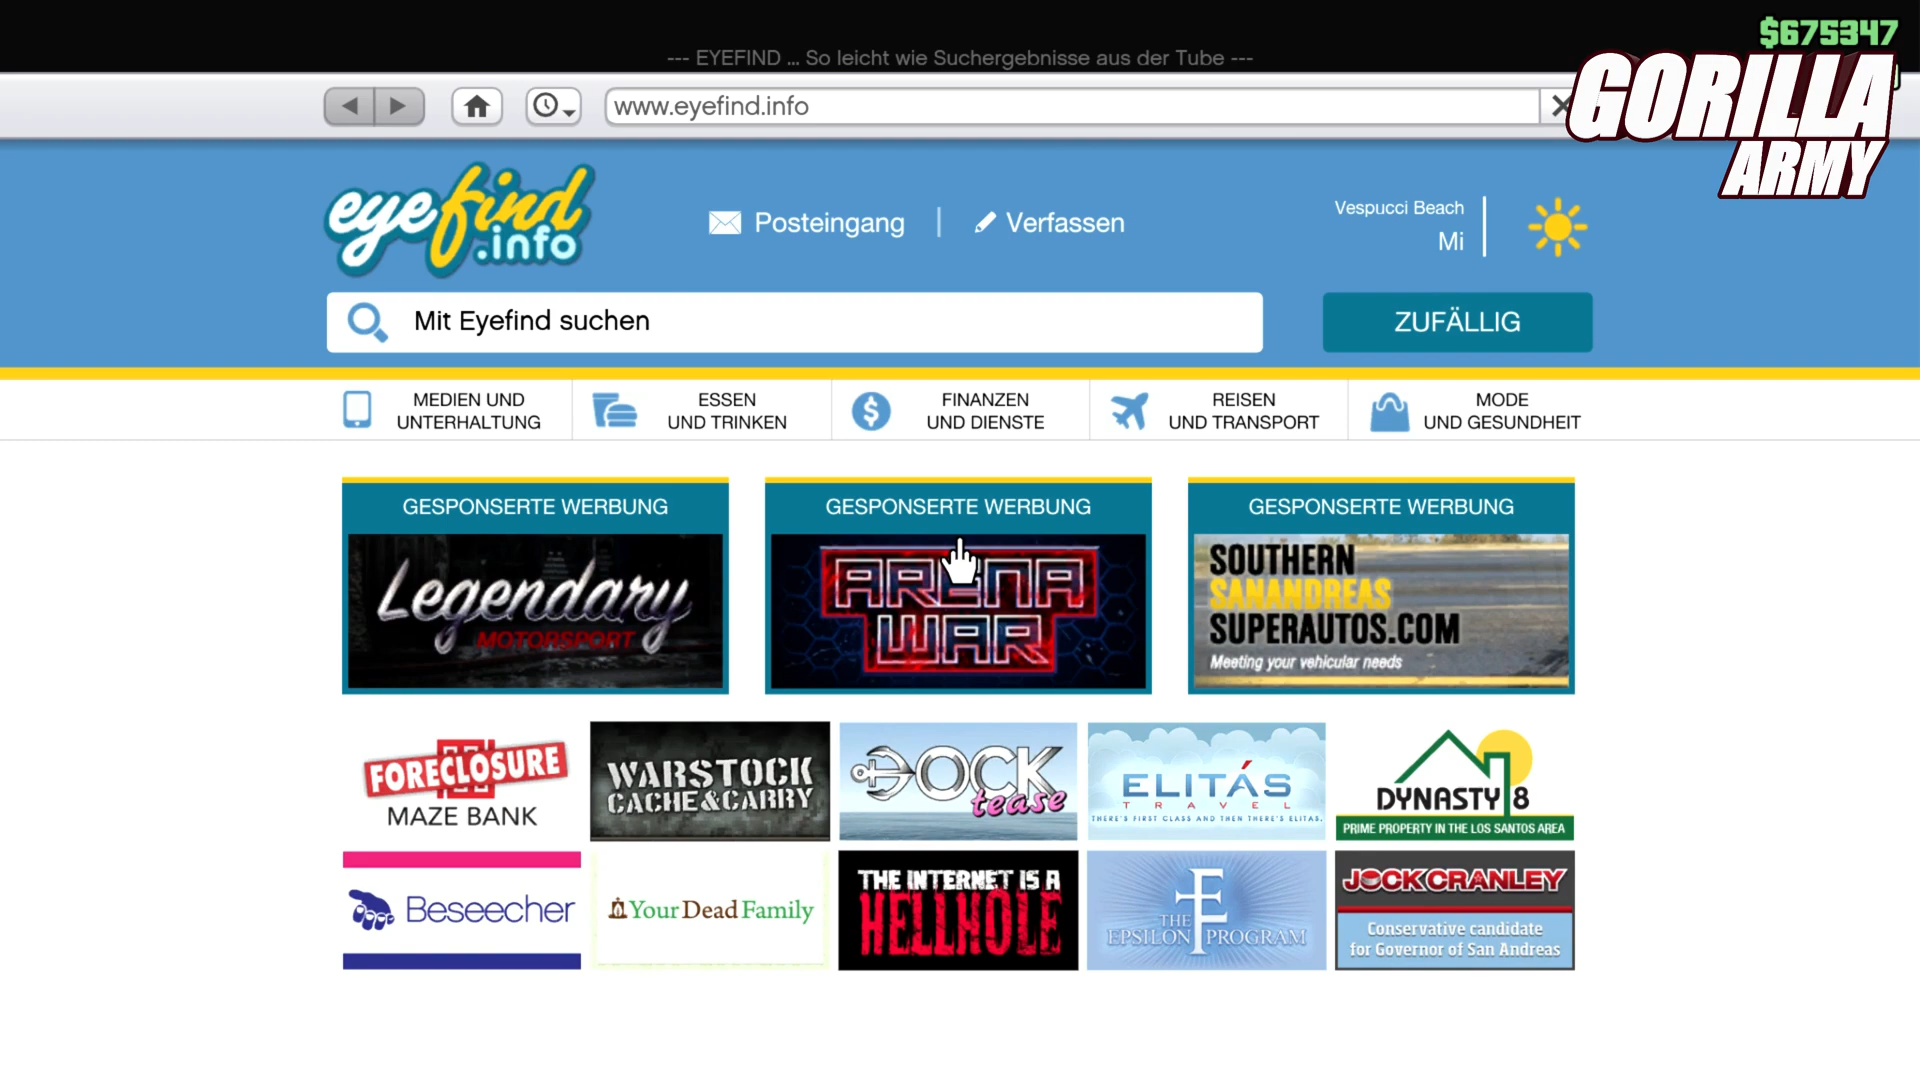 $675347
--- EYEFIND ... So leicht wie Suchergebnisse aus der Tube ---
GORILLA
ARMY
www.eyefind.info
eyefind
.info
Posteingang
Verfassen
Vespucci Beach
Mi
Mit Eyefind suchen
ZUFÄLLIG
MEDIEN UND
UNTERHALTUNG
ESSEN
UND TRINKEN
FINANZEN
UND DIENSTE
REISEN
UND TRANSPORT
MODE
UND GESUNDHEIT
GESPONSERTE WERBUNG
Legendary
MOTORSPORT
GESPONSERTE WERBUNG
ARENA
WAR
GESPONSERTE WERBUNG
SOUTHERN
SANANDREAS
SUPERAUTOS.COM
Meeting your vehicular needs
FORECLOSURE
MAZE BANK
WARSTOCK
CACHE&CARRY
DOCK
tease
ELITÁS
TRAVEL
THERE'S FIRST CLASS AND THEN THERE'S ELITAS.
DYNASTY 8
PRIME PROPERTY IN THE LOS SANTOS AREA
Beseecher
YourDeadFamily
THE INTERNET IS A
HELLHOLE
THE
EPSILON PROGRAM
JOCK CRANLEY
Conservative candidate
for Governor of San Andreas